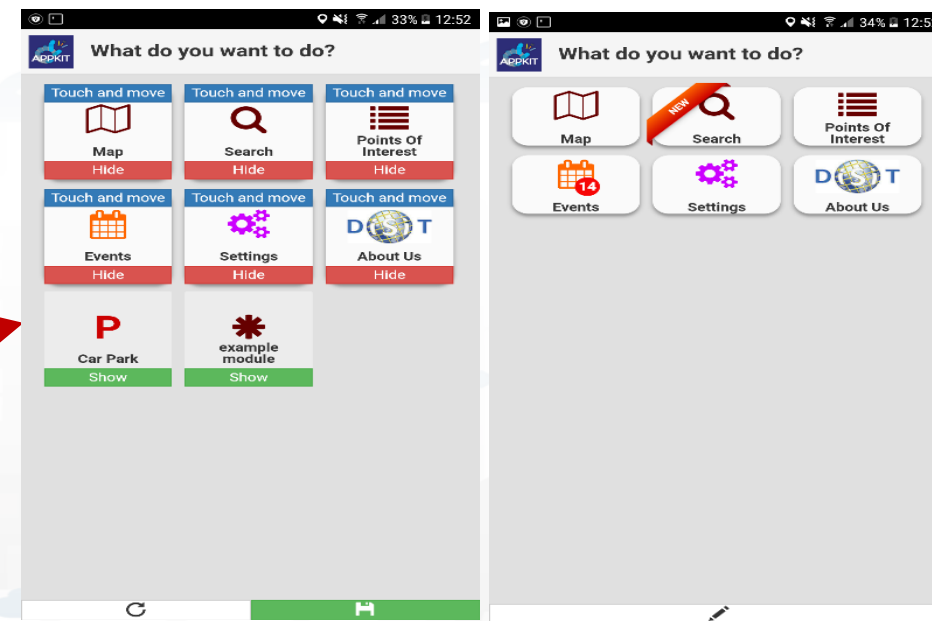 33% 12:52
APPKIT What do you want to do?
Touch and move Touch and move Touch and move
Map Search Points Of
Interest
Hide Hide Hide
Touch and move Touch and move Touch and move
D S T
Events Settings About Us
Hide Hide Hide
P
Car Park example
module
Show Show
34% 12:5
APPKIT What do you want to do?
NEW
Map Search Points Of
Interest
14 D S T
Events Settings About Us